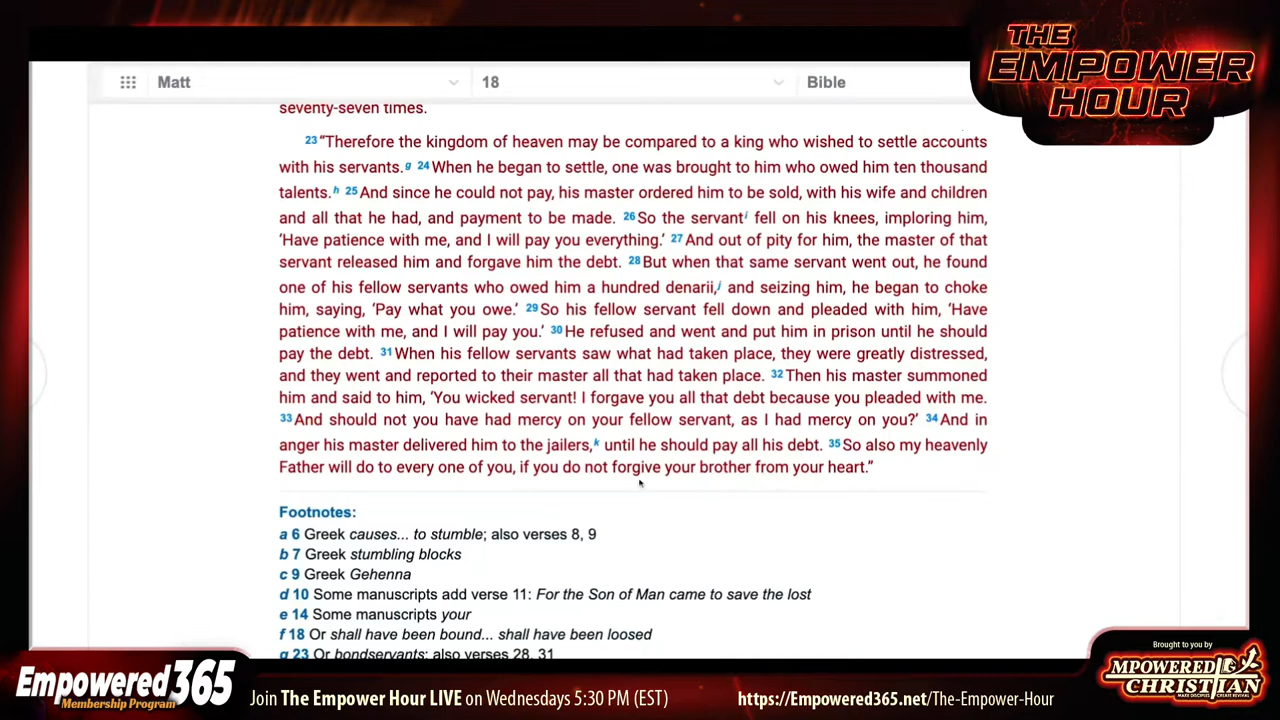 THE
EMPOWER
HOUR
Matt
18
Bible
seventy-seven times.
23 “Therefore the kingdom of heaven may be compared to a king who wished to settle accounts
with his servants.g 24 When he began to settle, one was brought to him who owed him ten thousand
talents.h 25 And since he could not pay, his master ordered him to be sold, with his wife and children
and all that he had, and payment to be made. 26 So the servanti fell on his knees, imploring him,
‘Have patience with me, and I will pay you everything.’ 27 And out of pity for him, the master of that
servant released him and forgave him the debt. 28 But when that same servant went out, he found
one of his fellow servants who owed him a hundred denarii,j and seizing him, he began to choke
him, saying, ‘Pay what you owe.’ 29 So his fellow servant fell down and pleaded with him, ‘Have
patience with me, and I will pay you.’ 30 He refused and went and put him in prison until he should
pay the debt. 31 When his fellow servants saw what had taken place, they were greatly distressed,
and they went and reported to their master all that had taken place. 32 Then his master summoned
him and said to him, ‘You wicked servant! I forgave you all that debt because you pleaded with me.
33 And should not you have had mercy on your fellow servant, as I had mercy on you?’ 34 And in
anger his master delivered him to the jailers,k until he should pay all his debt. 35 So also my heavenly
Father will do to every one of you, if you do not forgive your brother from your heart.”
Footnotes:
a 6 Greek causes... to stumble; also verses 8, 9
b 7 Greek stumbling blocks
c 9 Greek Gehenna
d 10 Some manuscripts add verse 11: For the Son of Man came to save the lost
e 14 Some manuscripts your
f 18 Or shall have been bound... shall have been loosed
g 23 Or bondservants; also verses 28, 31
Empowered365
Membership Program
Join The Empower Hour LIVE on Wednesdays 5:30 PM (EST)
https://Empowered365.net/The-Empower-Hour
Brought to you by
MPOWERED
CHRISTIAN
MAKE DISCIPLES CREATE REVIVAL